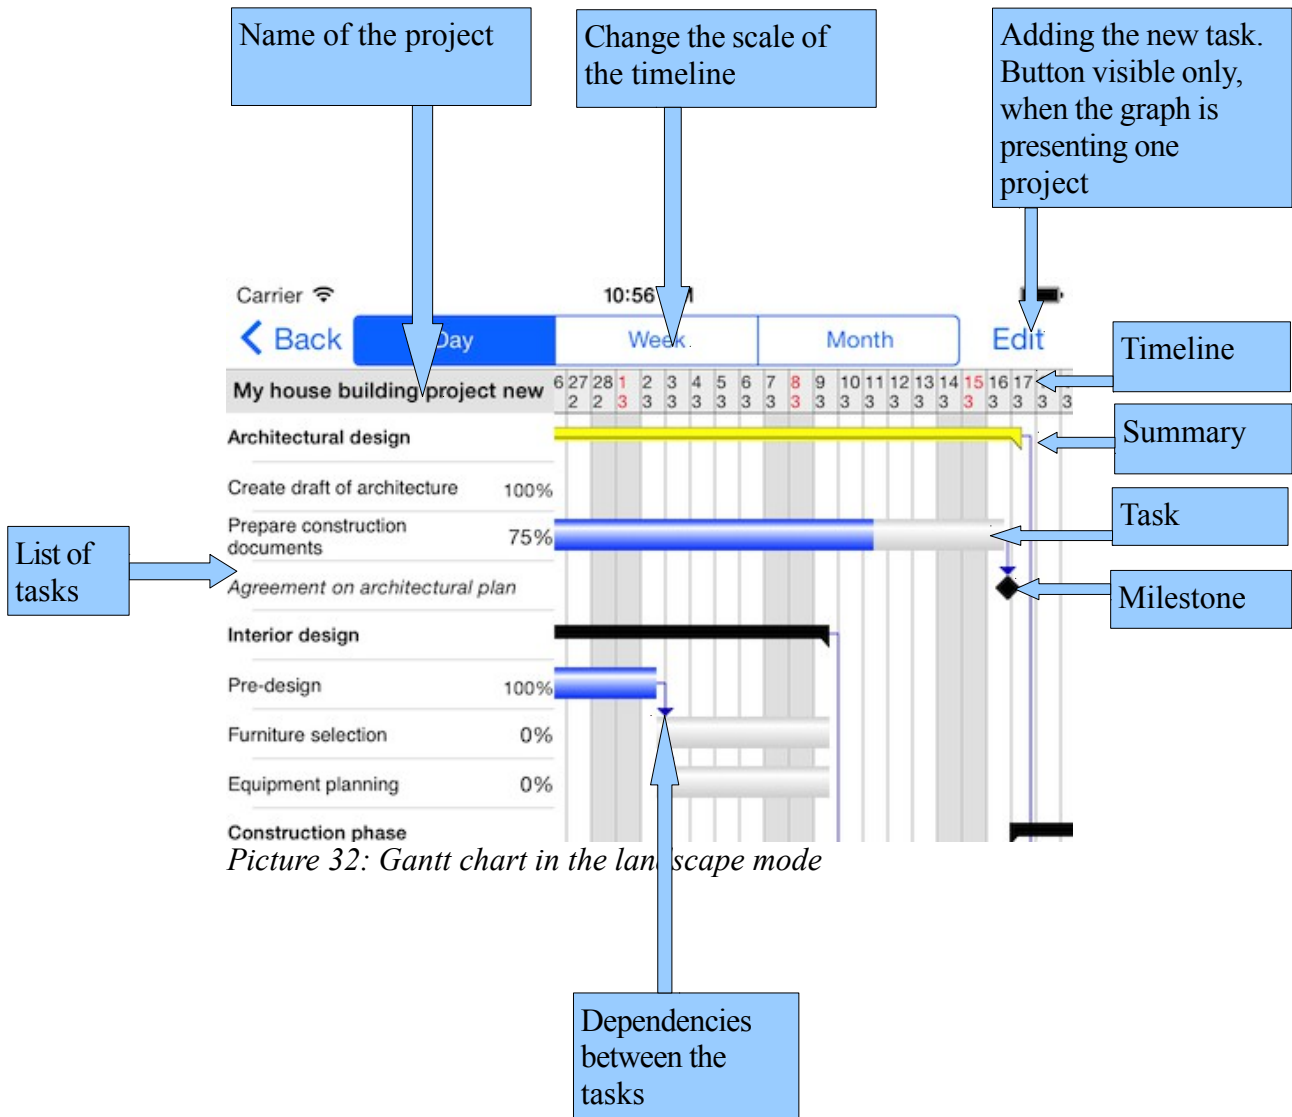 Name of the project
Change the scale of
the timeline
Adding the new task.
Button visible only,
when the graph is
presenting one
project
Carrier
10:56
Back
Day
Week
Month
Edit
Timeline
My house building project new
6 27 28 1 2 3 4 5 6 7 8 9 10 11 12 13 14 15 16 17
2 2 3 3 3 3 3 3 3 3 3 3 3 3 3 3 3 3 3 3 3
Architectural design
Summary
Create draft of architecture 100%
Prepare construction
documents
75%
Task
List of
tasks
Agreement on architectural plan
Milestone
Interior design
Pre-design 100%
Furniture selection 0%
Equipment planning 0%
Construction phase
Picture 32: Gantt chart in the landscape mode
Dependencies
between the
tasks